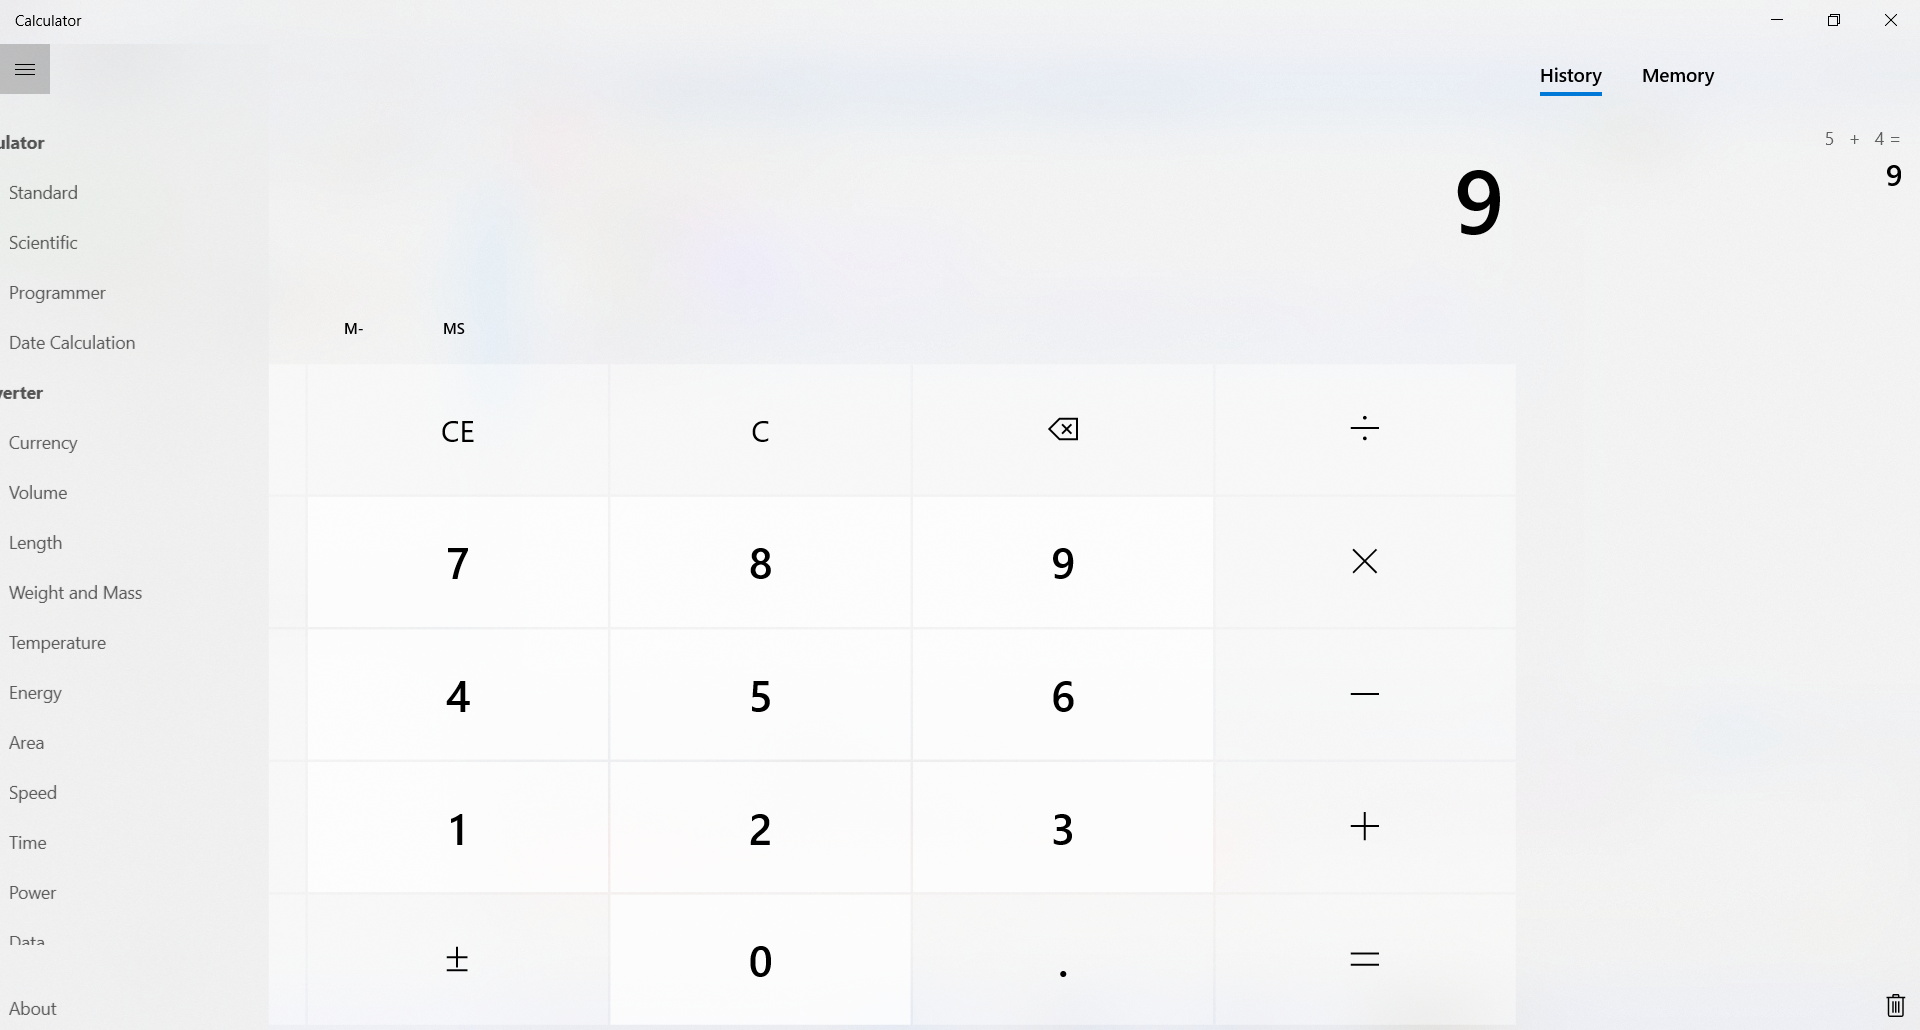 Calculator
History Memory
ulator
5 + 4 =
9
9
Standard
Scientific
Programmer
Date Calculation
M- MS
verter
Currency
Volume
Length
Weight and Mass
Temperature
Energy
Area
Speed
Time
Power
Data
About
CE C ÷
7 8 9 ×
4 5 6 −
1 2 3 +
± 0 . =